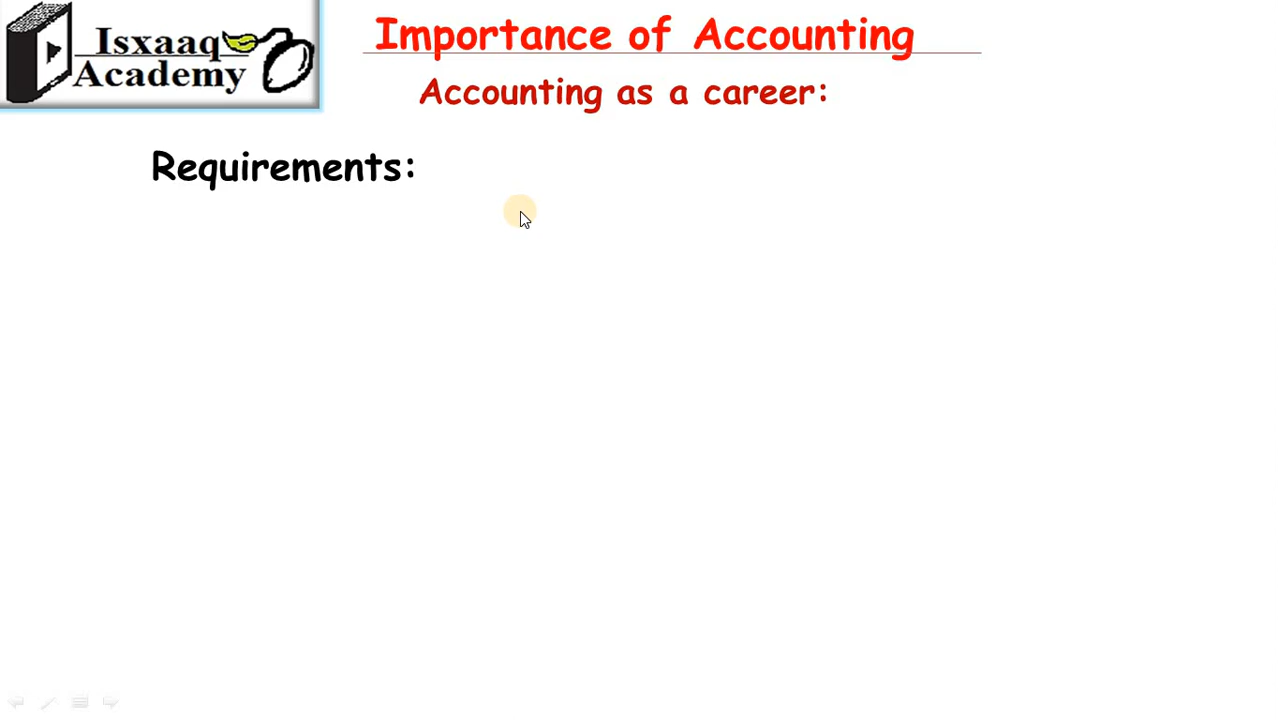 Isxaaq
Academy
Importance of Accounting
Accounting as a career:
Requirements: